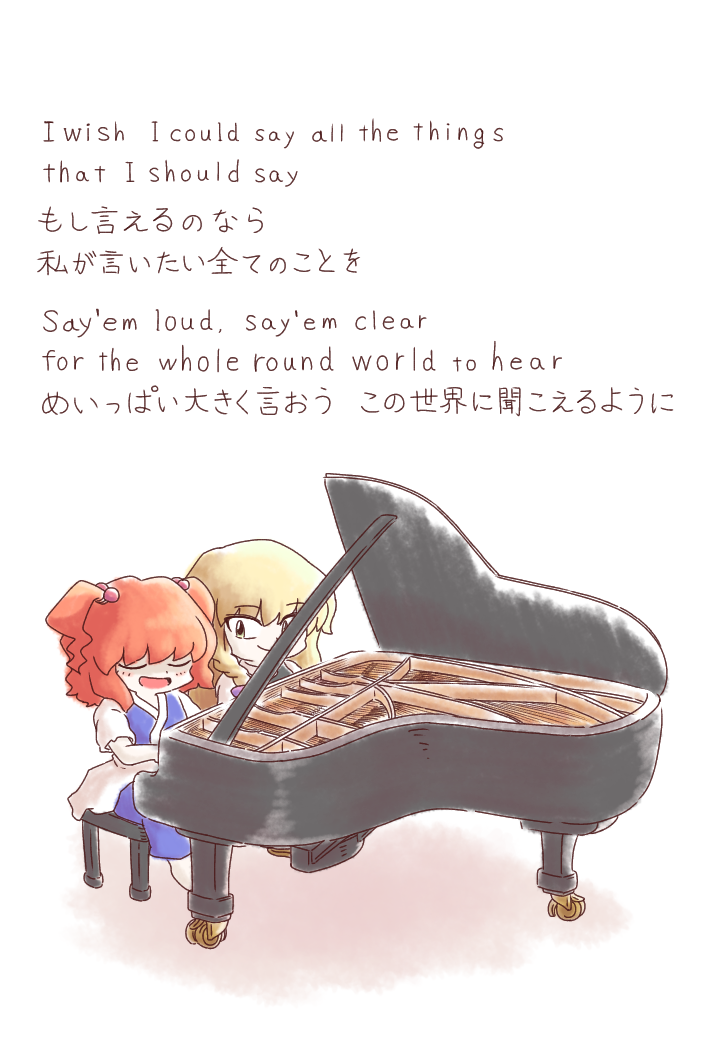 I wish I could say all the things
that I should say
もし言えるのなら
私が言いたい全てのことを
Say'em loud, say'em clear
for the whole round world to hear
めいっぱい大きく言おう この世界に聞こえるように